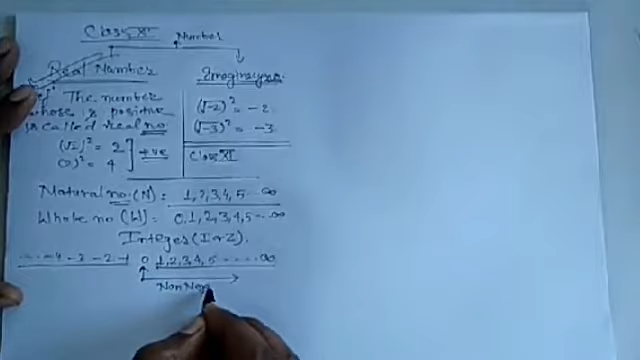 Class XI
Number
Real Number
Imaginary no.
Def The number
whose is positive
is called real no
(√2)² = 2
(2)² = 4
+ve
(√-2)² = -2
(√-3)² = -3
Class XI
Natural no. (N) : 1, 2, 3, 4, 5 ... ∞
Whole no (W) : 0, 1, 2, 3, 4, 5 ... ∞
Integers (I or Z).
... -4 -3 -2 -1 0 1, 2, 3, 4, 5 .... ∞
Non Neg